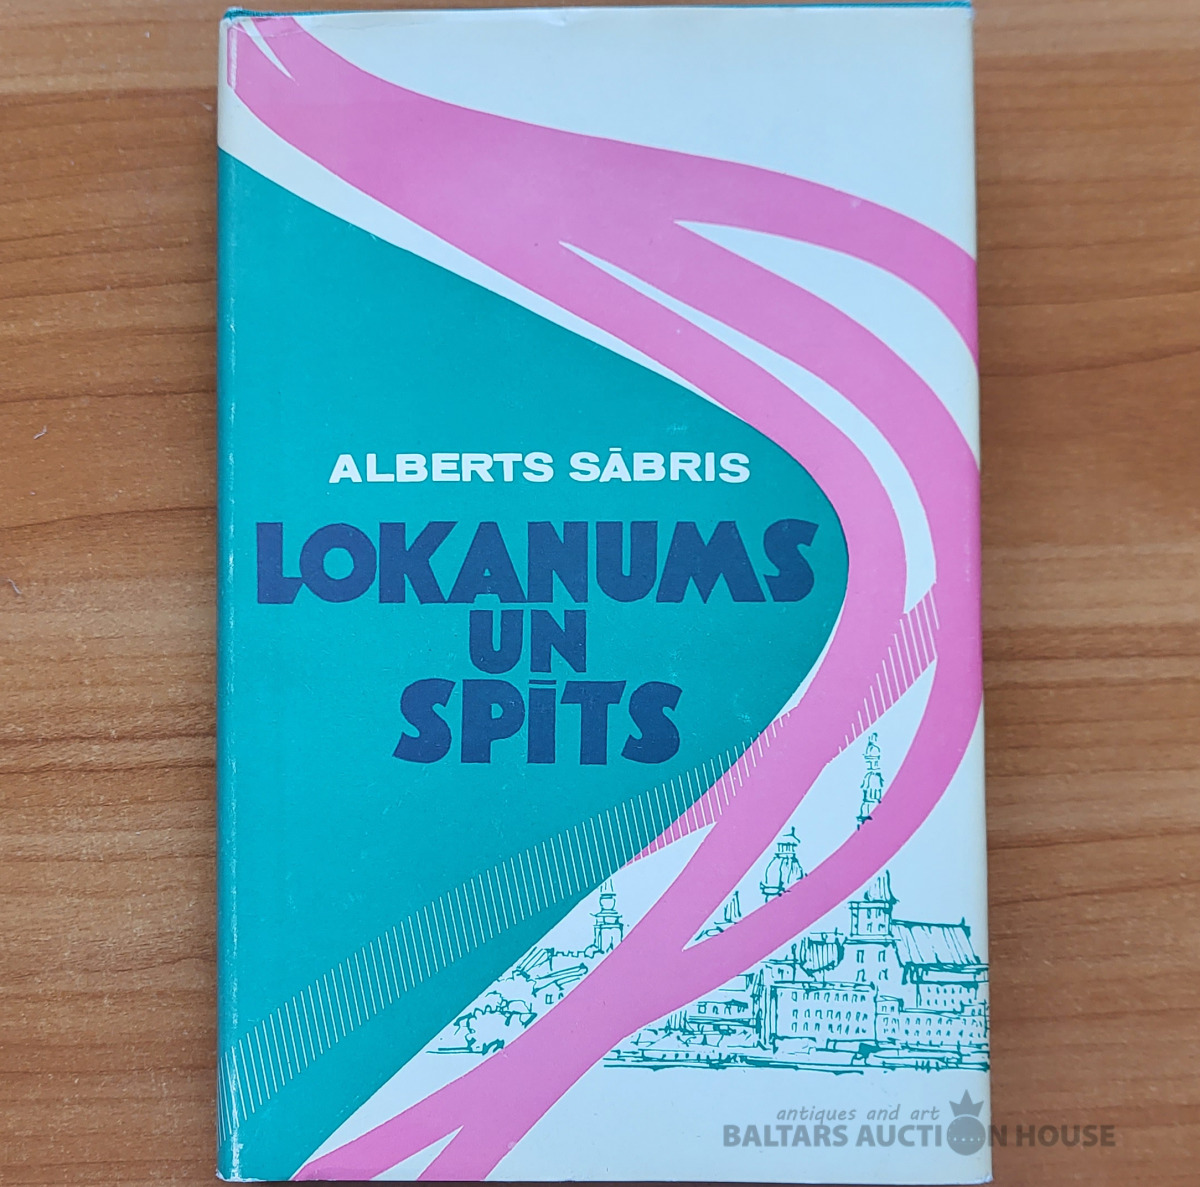 ALBERTS SĀBRIS
LOKANUMS
UN
SPĪTS
antiques and art
BALTARS AUCTION HOUSE